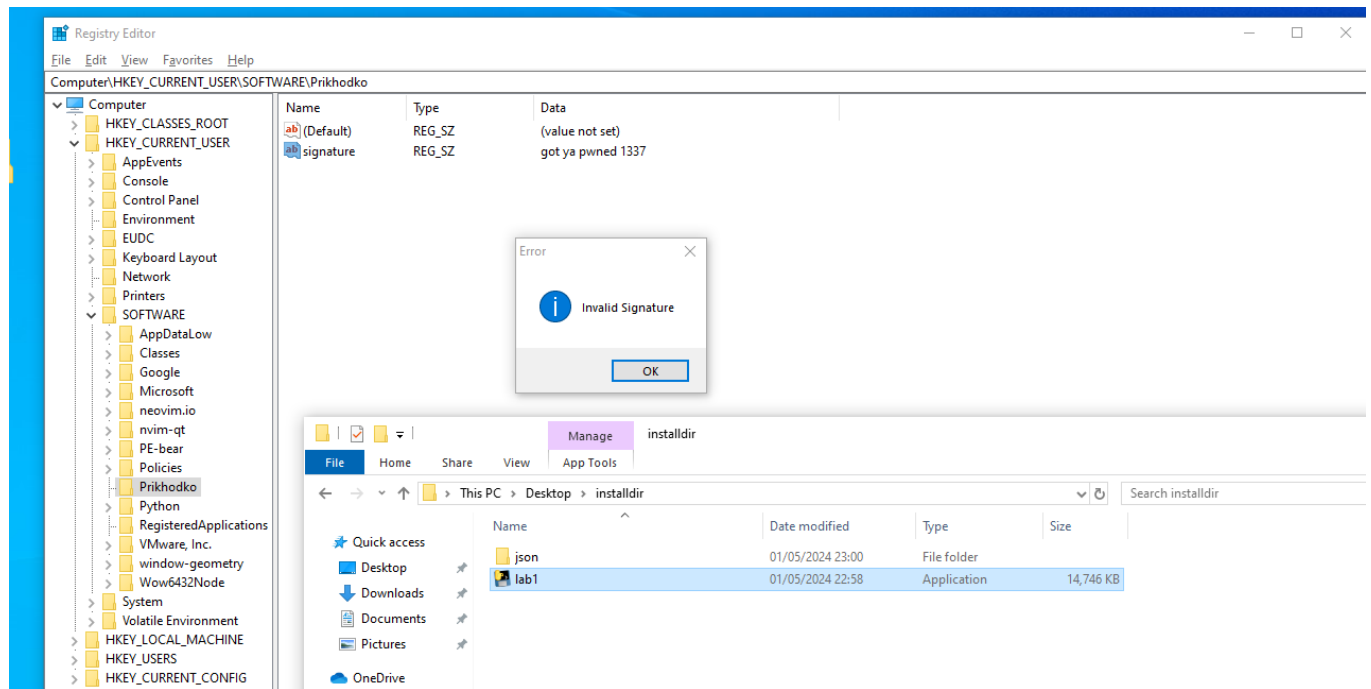 Registry Editor
File Edit View Favorites Help
Computer\HKEY_CURRENT_USER\SOFTWARE\Prikhodko
Computer
HKEY_CLASSES_ROOT
HKEY_CURRENT_USER
AppEvents
Console
Control Panel
Environment
EUDC
Keyboard Layout
Network
Printers
SOFTWARE
AppDataLow
Classes
Google
Microsoft
neovim.io
nvim-qt
PE-bear
Policies
Prikhodko
Python
RegisteredApplications
VMware, Inc.
window-geometry
Wow6432Node
System
Volatile Environment
HKEY_LOCAL_MACHINE
HKEY_USERS
HKEY_CURRENT_CONFIG
Name Type Data
ab (Default) REG_SZ (value not set)
ab signature REG_SZ got ya pwned 1337
Error
Invalid Signature
OK
Manage installdir
File Home Share View App Tools
This PC > Desktop > installdir
Search installdir
Quick access
Desktop
Downloads
Documents
Pictures
OneDrive
Name Date modified Type Size
json 01/05/2024 23:00 File folder
lab1 01/05/2024 22:58 Application 14,746 KB